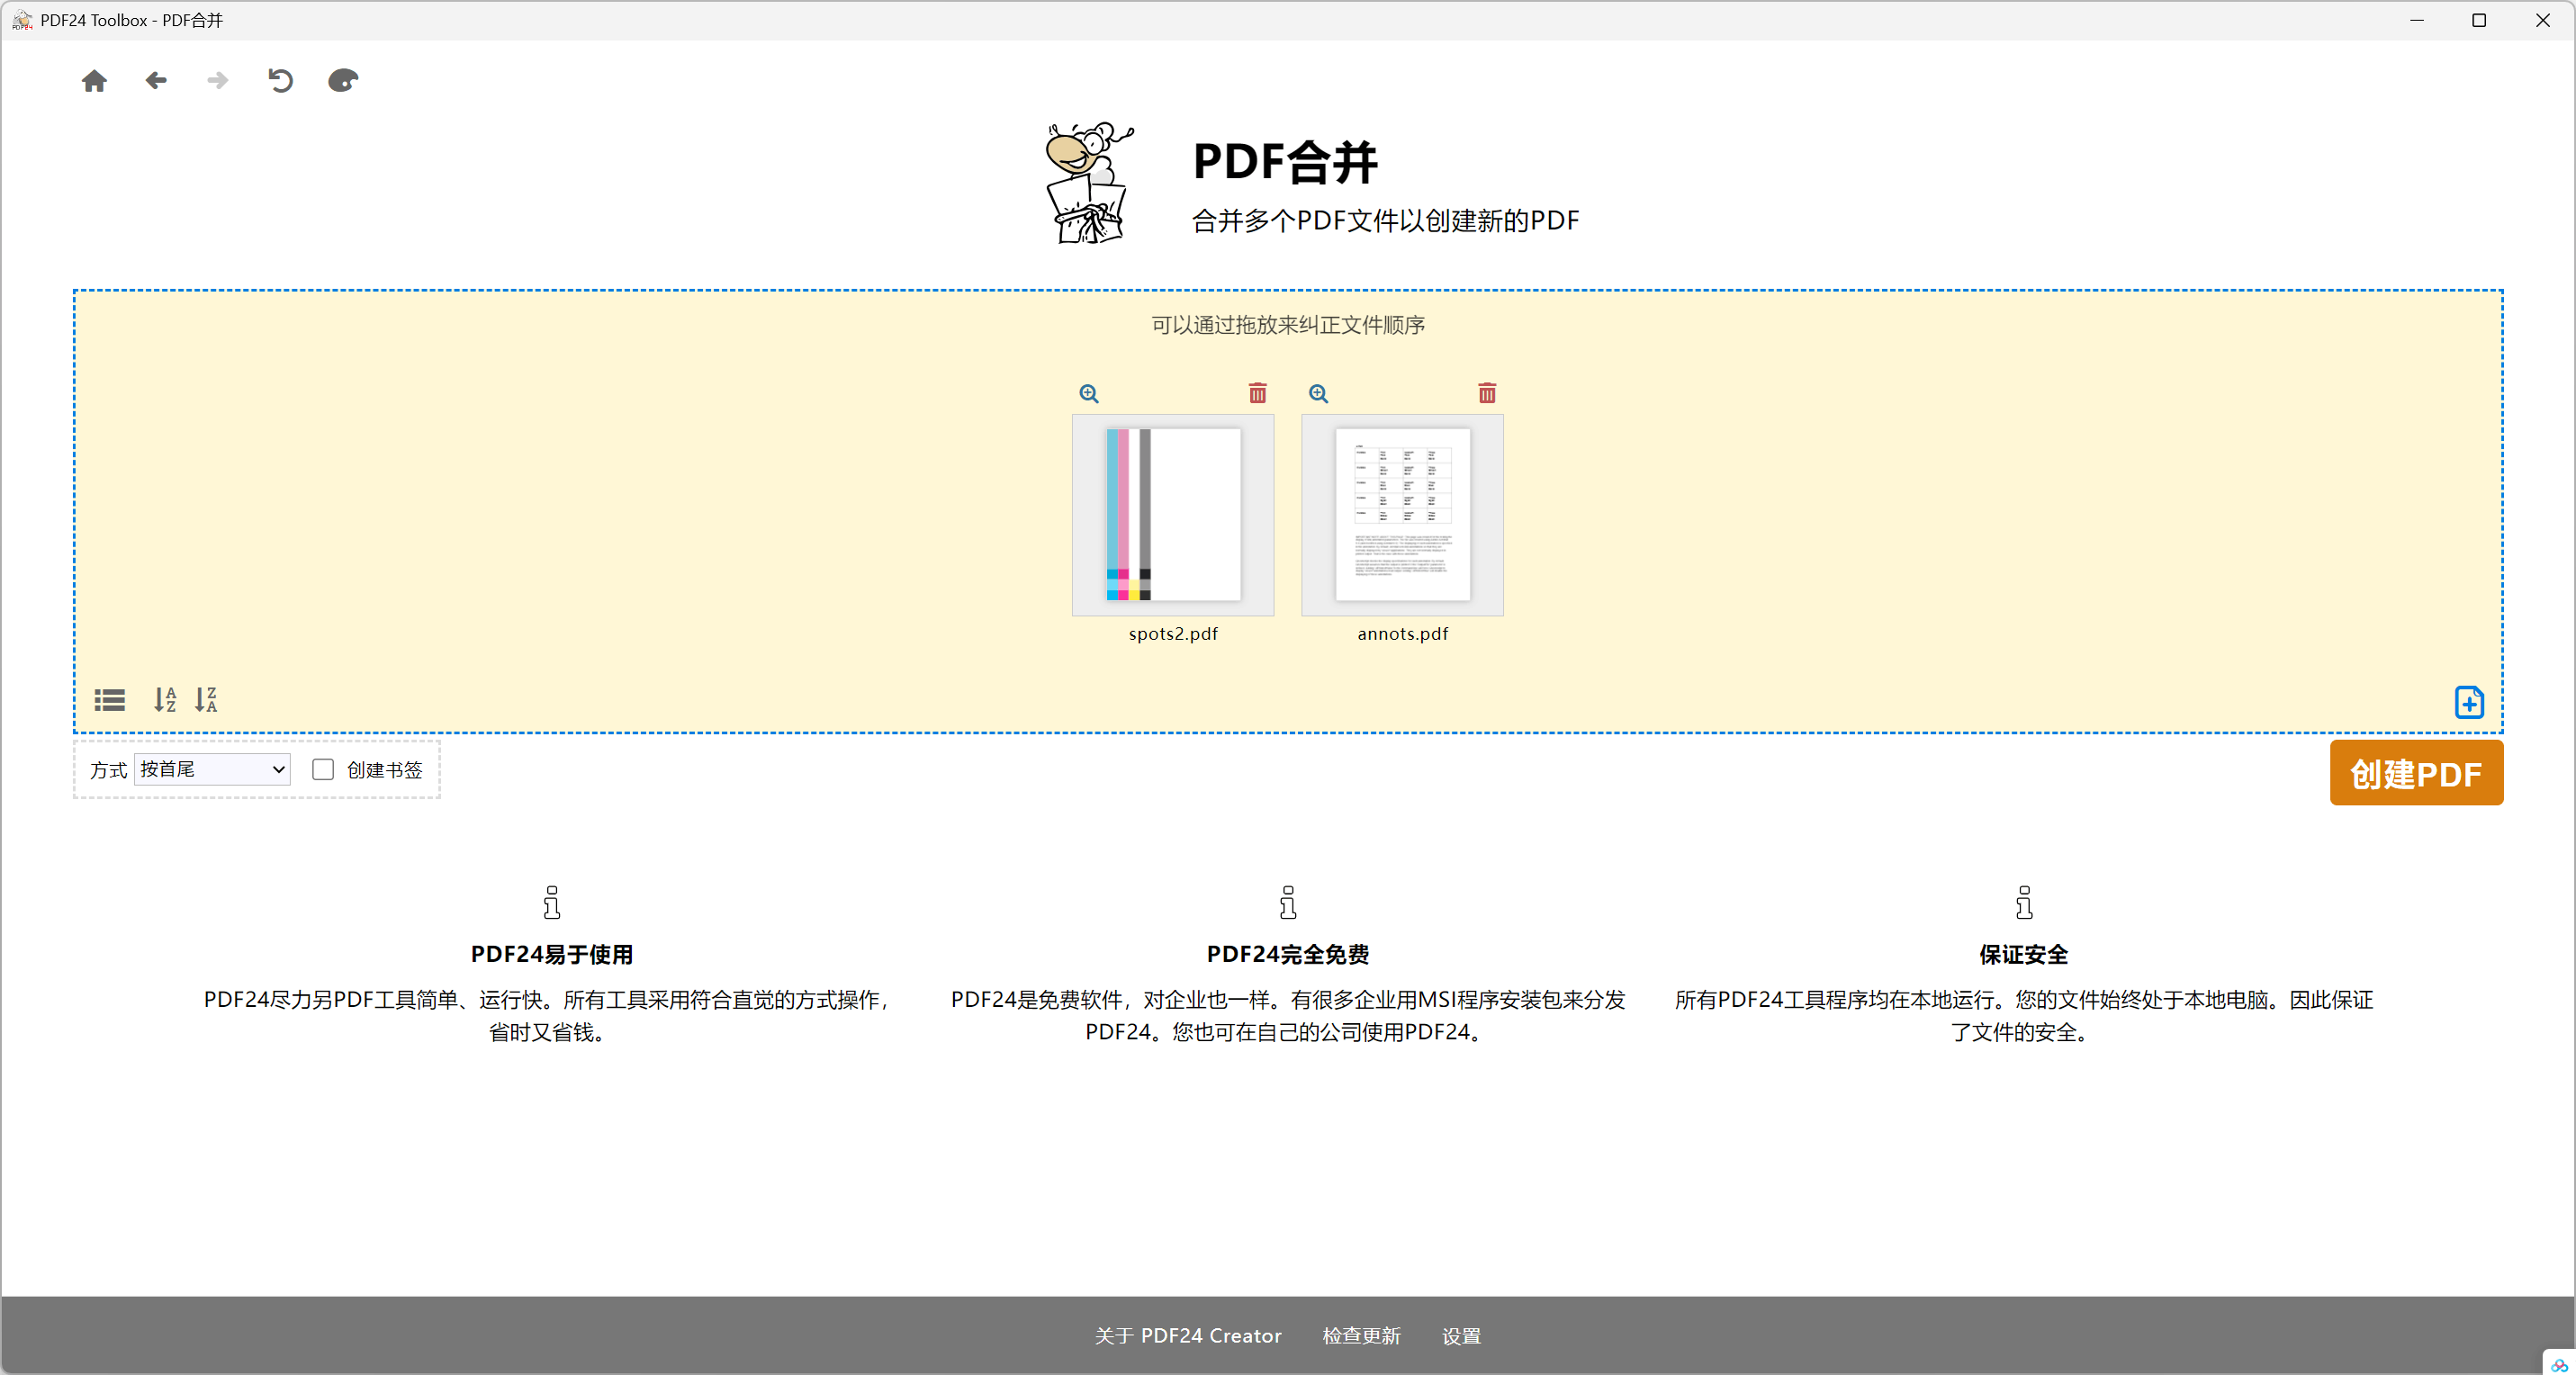 PDF24 Toolbox - PDF合并
PDF合并
合并多个PDF文件以创建新的PDF
可以通过拖放来纠正文件顺序
spots2.pdf
annots.pdf
方式 按首尾 创建书签
创建PDF
PDF24易于使用
PDF24尽力另PDF工具简单、运行快。所有工具采用符合直觉的方式操作，
省时又省钱。
PDF24完全免费
PDF24是免费软件，对企业也一样。有很多企业用MSI程序安装包来分发
PDF24。您也可在自己的公司使用PDF24。
保证安全
所有PDF24工具程序均在本地运行。您的文件始终处于本地电脑。因此保证
了文件的安全。
关于 PDF24 Creator 检查更新 设置